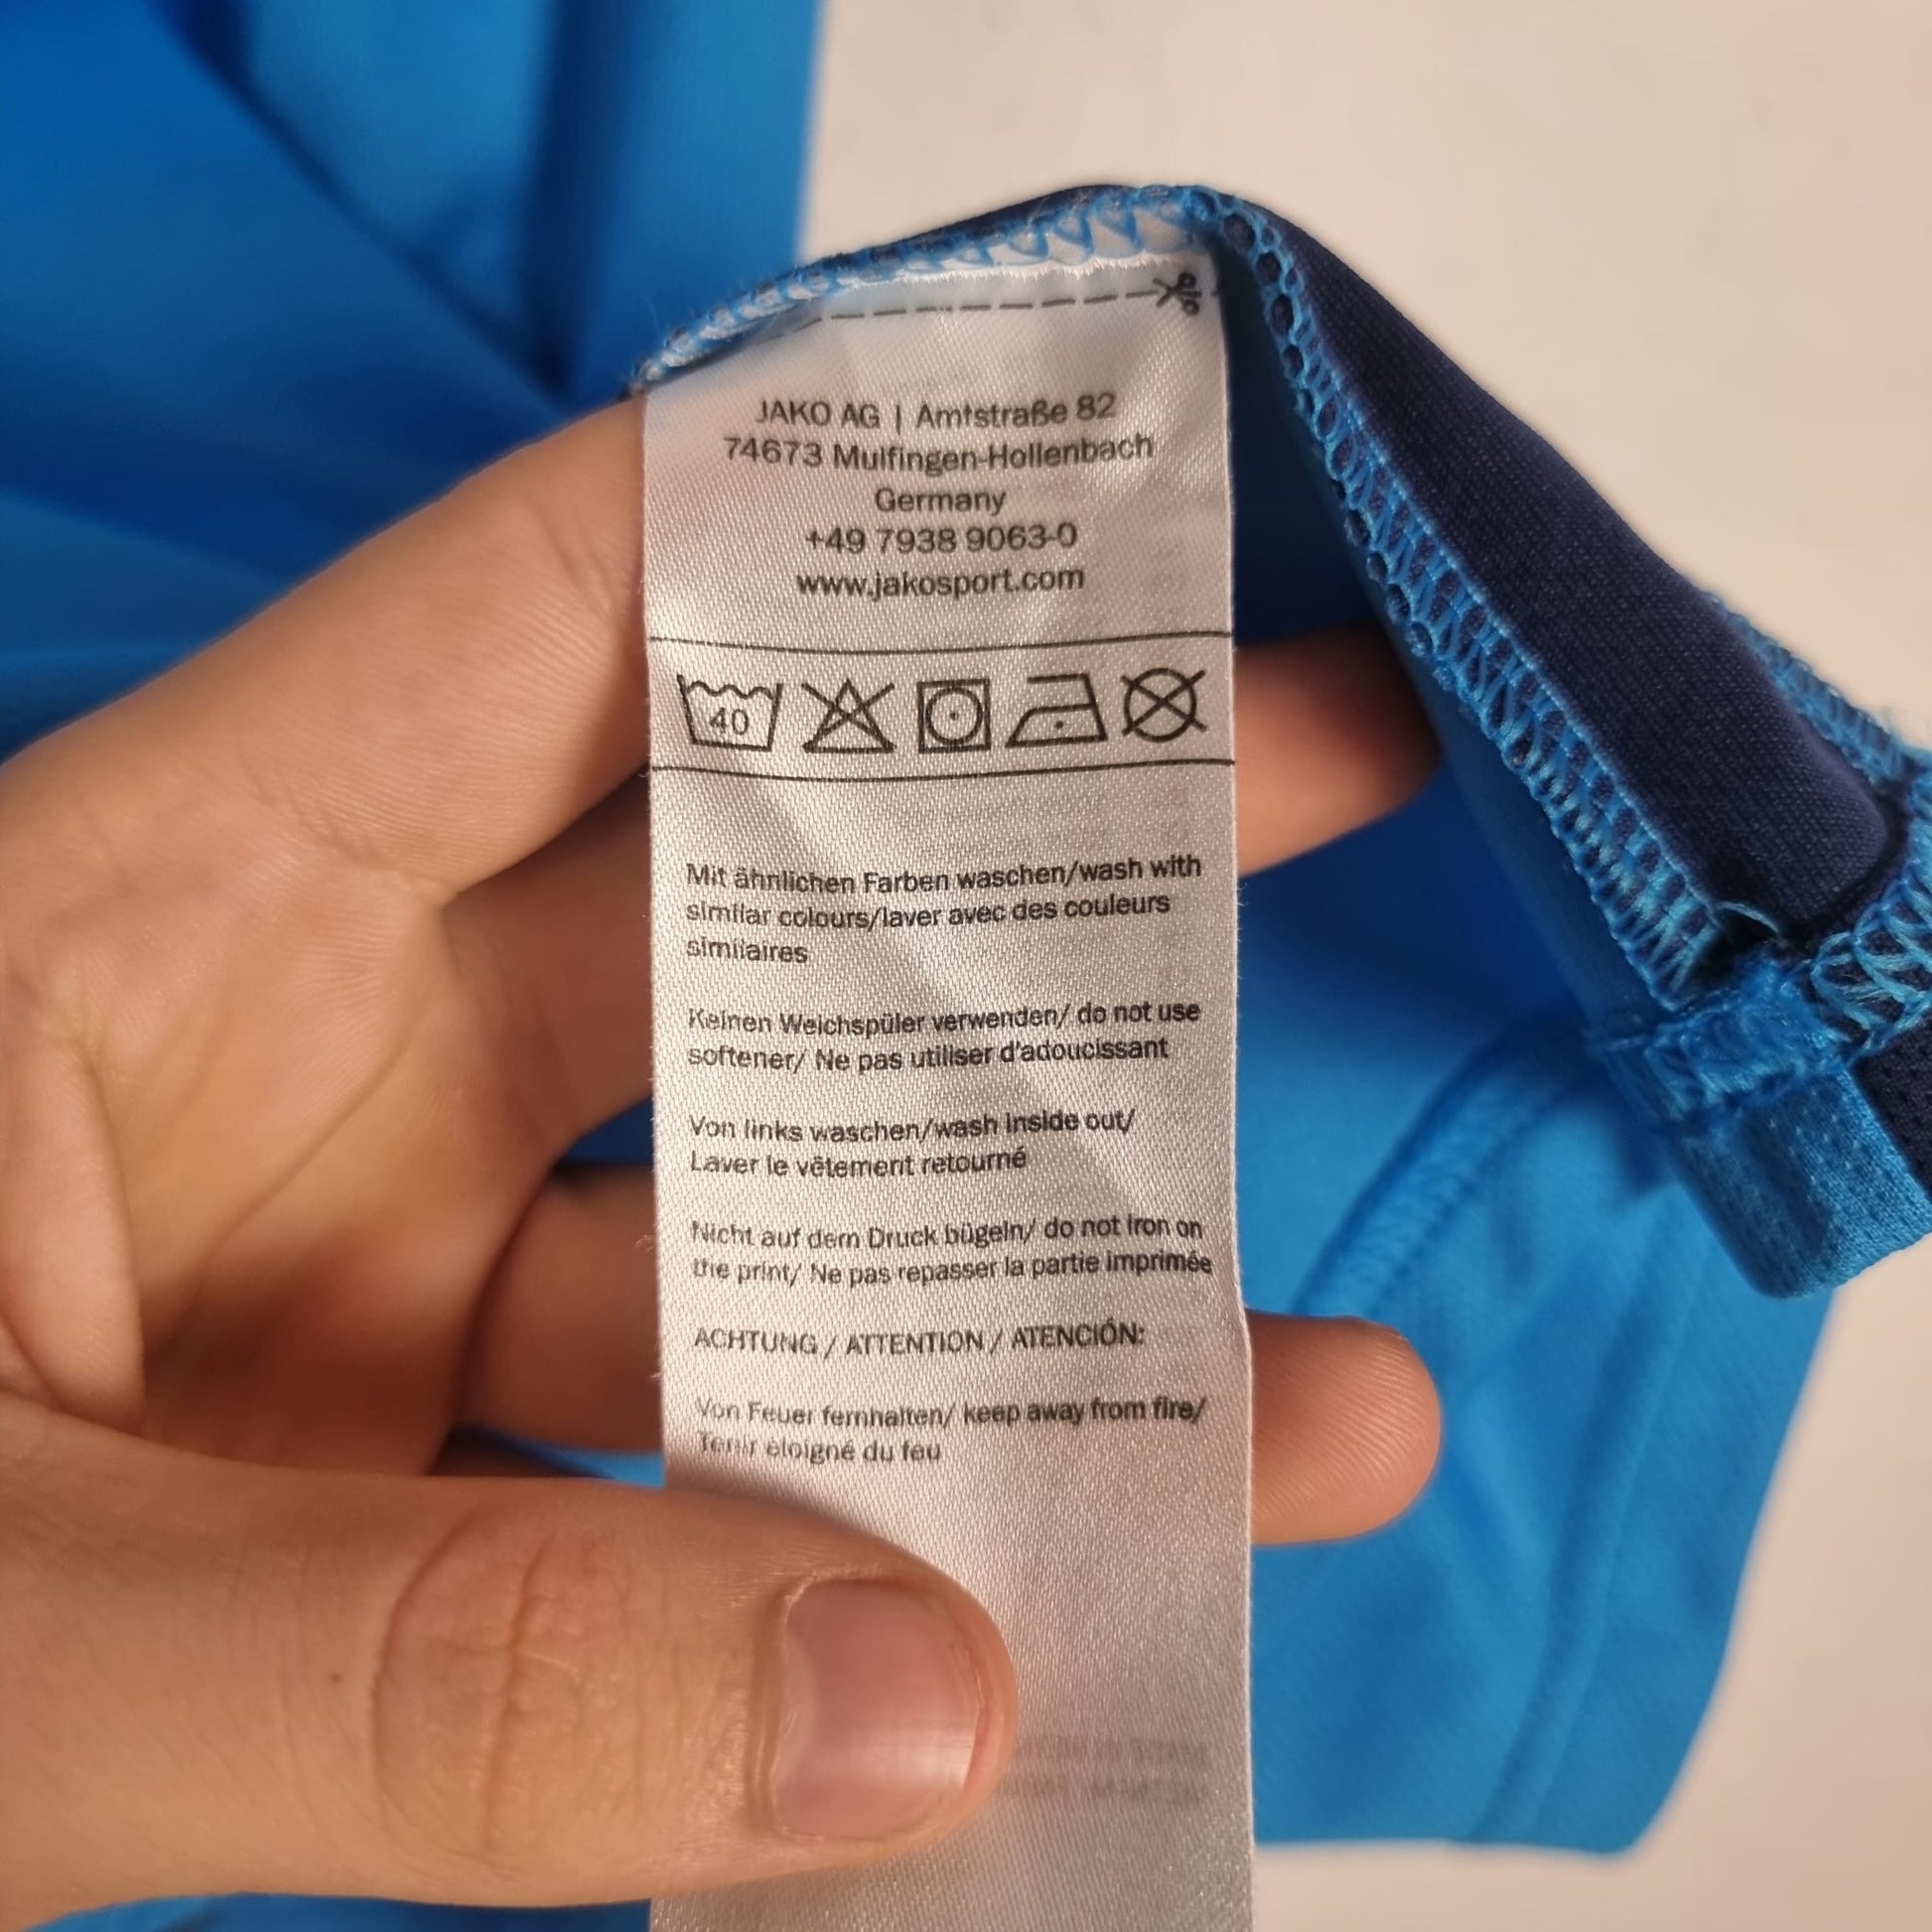 JAKO AG | Amtstraße 82
74673 Mulfingen-Hollenbach
Germany
+49 7938 9063-0
www.jakosport.com
40
Mit ähnlichen Farben waschen/wash with
similar colours/laver avec des couleurs
similaires
Keinen Weichspüler verwenden/ do not use
softener/ Ne pas utiliser d'adoucissant
Von links waschen/wash inside out/
Laver le vêtement retourné
Nicht auf dem Druck bügeln/ do not iron on
the print/ Ne pas repasser la partie imprimée
ACHTUNG / ATTENTION / ATENCIÓN:
Von Feuer fernhalten/ keep away from fire/
Tenir eloigné du feu